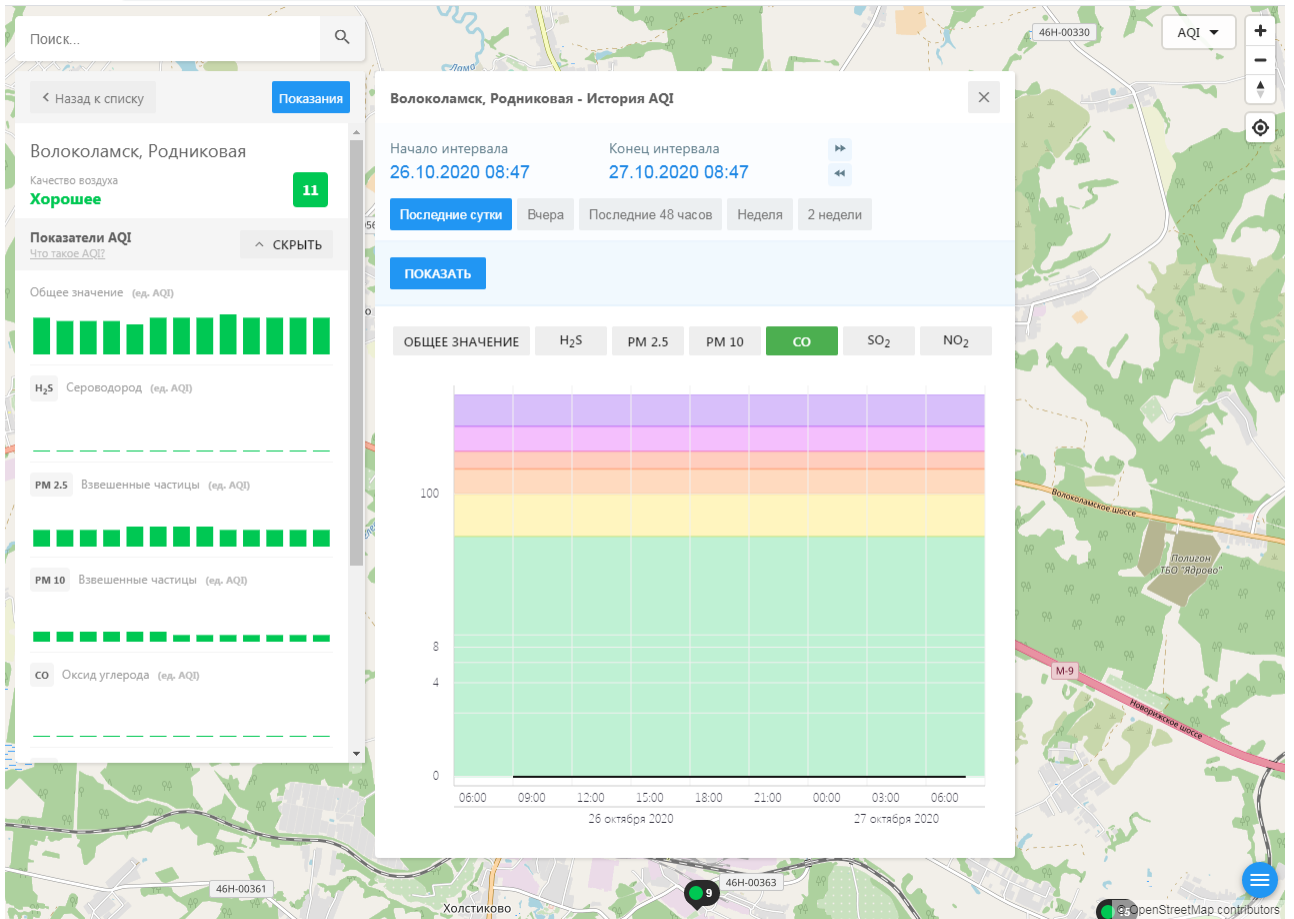 Поиск...
46Н-00330
AQI
Назад к списку
Показания
Волоколамск, Родниковая
Качество воздуха
Хорошее
11
Показатели AQI
Что такое AQI?
СКРЫТЬ
Общее значение (ед. AQI)
H2S Сероводород (ед. AQI)
PM 2.5 Взвешенные частицы (ед. AQI)
PM 10 Взвешенные частицы (ед. AQI)
CO Оксид углерода (ед. AQI)
Волоколамск, Родниковая - История AQI
Начало интервала
26.10.2020 08:47
Конец интервала
27.10.2020 08:47
Последние сутки
Вчера
Последние 48 часов
Неделя
2 недели
ПОКАЗАТЬ
ОБЩЕЕ ЗНАЧЕНИЕ
H2S
PM 2.5
PM 10
CO
SO2
NO2
100
8
4
0
06:00 09:00 12:00 15:00 18:00 21:00 00:00 03:00 06:00
26 октября 2020 27 октября 2020
Волоколамское шоссе
Полигон
ТБО "Ядрово"
М-9
Новорижское шоссе
46Н-00361
Холстиково
9
46Н-00363
© OpenStreetMap contributors